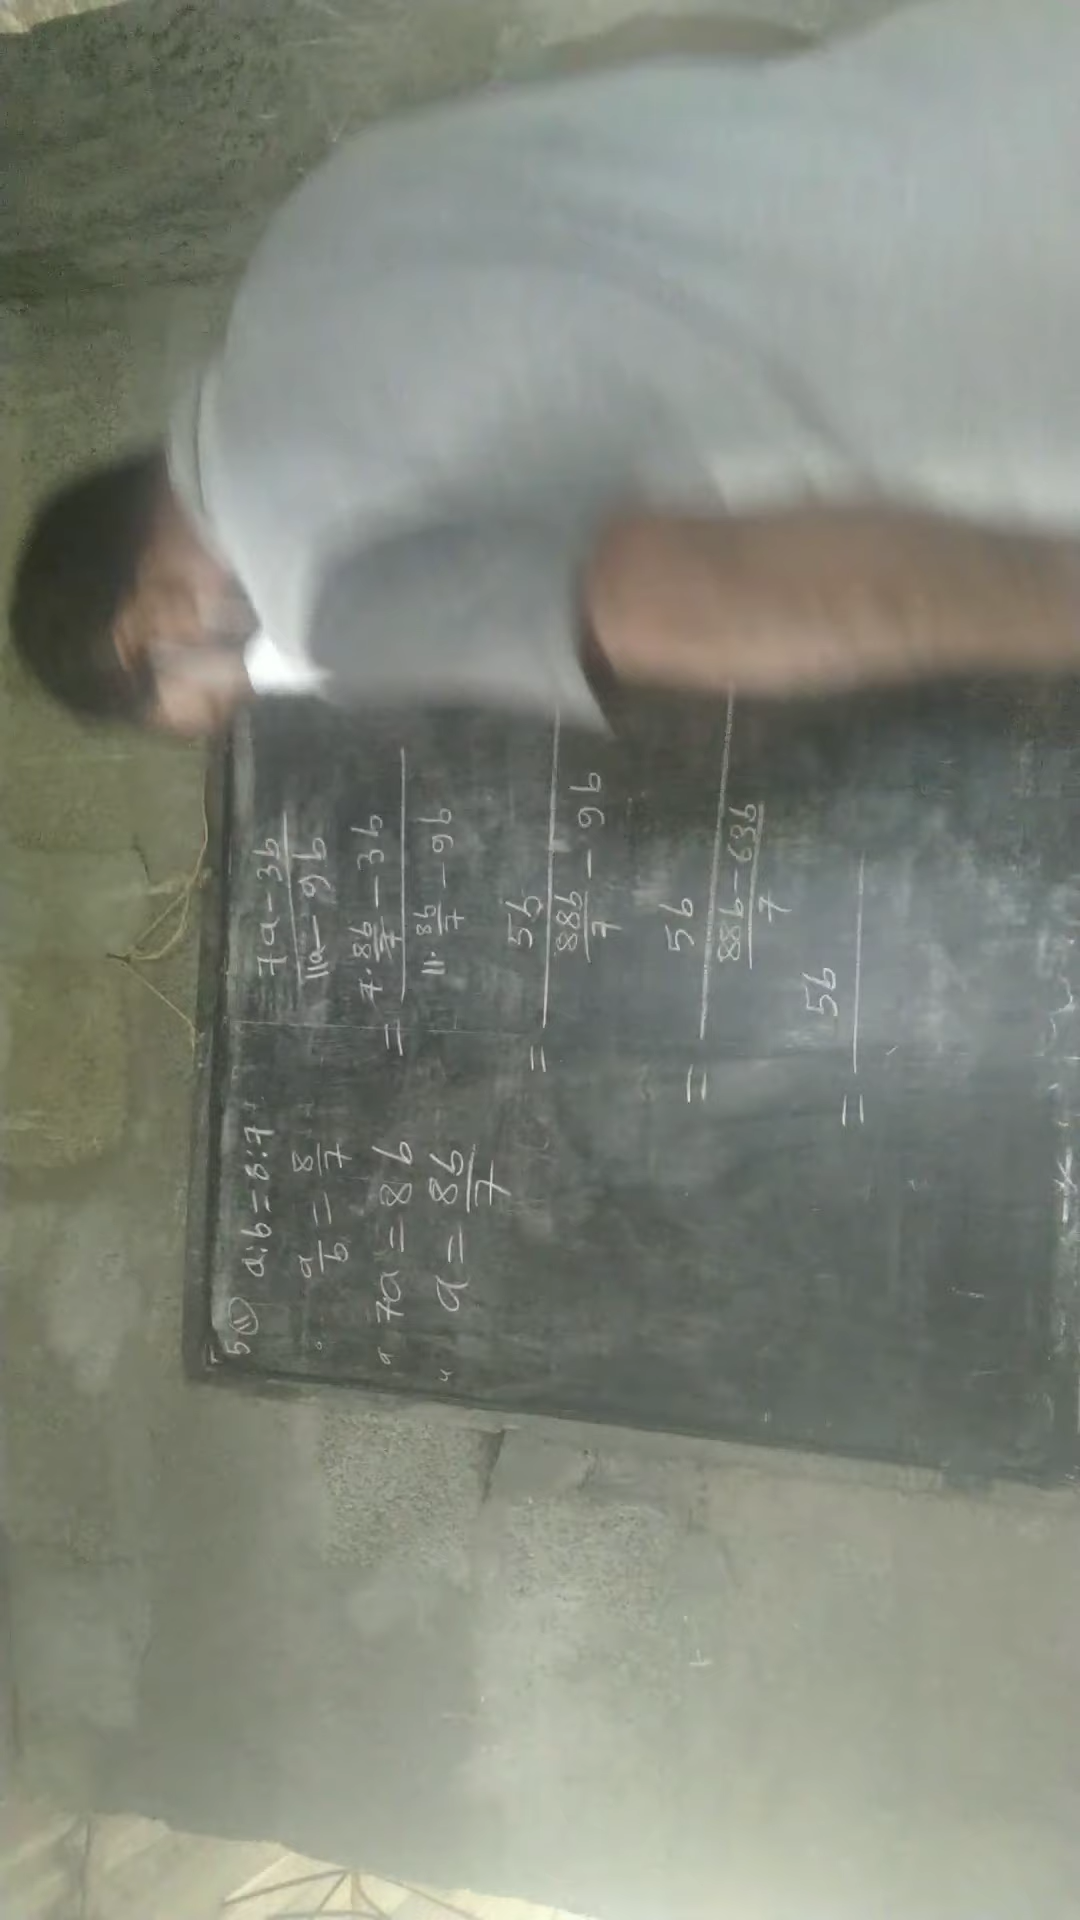 5 (ii) a:b = 8:7
a/b = 8/7
7a = 8b
a = 8b/7
7a - 3b / 11a - 9b
= 7·8b/7 - 3b / 11·8b/7 - 9b
= 5b / 88b/7 - 9b
= 5b / 88b - 63b/7
= 5b